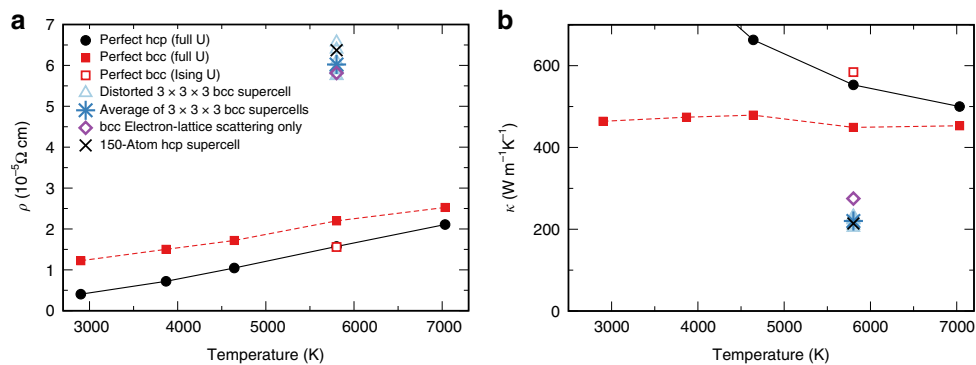 a
7
6
5
4
3
2
1
0
ρ (10⁻⁵Ω cm)
Perfect hcp (full U)
Perfect bcc (full U)
Perfect bcc (Ising U)
Distorted 3 × 3 × 3 bcc supercell
Average of 3 × 3 × 3 bcc supercells
bcc Electron-lattice scattering only
150-Atom hcp supercell
3000 4000 5000 6000 7000
Temperature (K)
b
600
400
200
0
κ (W m⁻¹K⁻¹)
3000 4000 5000 6000 7000
Temperature (K)